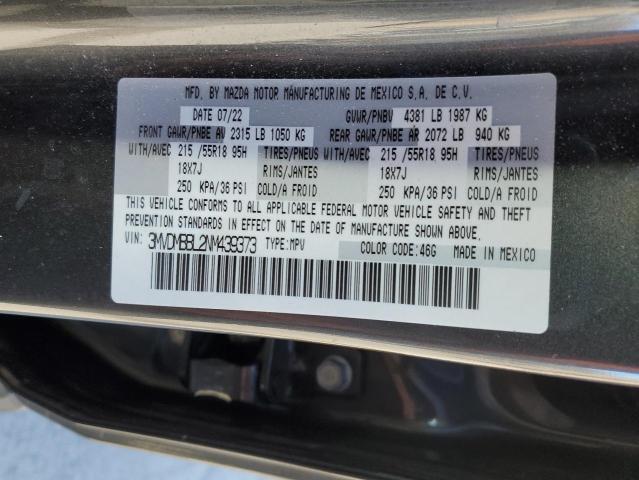 MFD. BY MAZDA MOTOR MANUFACTURING DE MEXICO S.A. DE C.V.
DATE 07/22 GVWR/PNBV 4381 LB 1987 KG
FRONT GAWR/PNBE AV 2315 LB 1050 KG REAR GAWR/PNBE AR 2072 LB 940 KG
WITH/AVEC 215 /55R18 95H TIRES/PNEUS WITH/AVEC 215 /55R18 95H TIRES/PNEUS
18X7J RIMS/JANTES 18X7J RIMS/JANTES
250 KPA/36 PSI COLD/A FROID 250 KPA/36 PSI COLD/A FROID
THIS VEHICLE CONFORMS TO ALL APPLICABLE FEDERAL MOTOR VEHICLE SAFETY AND THEFT
PREVENTION STANDARDS IN EFFECT ON THE DATE OF MANUFACTURE SHOWN ABOVE.
VIN: 3MVDMBBL2NM439373 TYPE:MPV COLOR CODE:46G MADE IN MEXICO